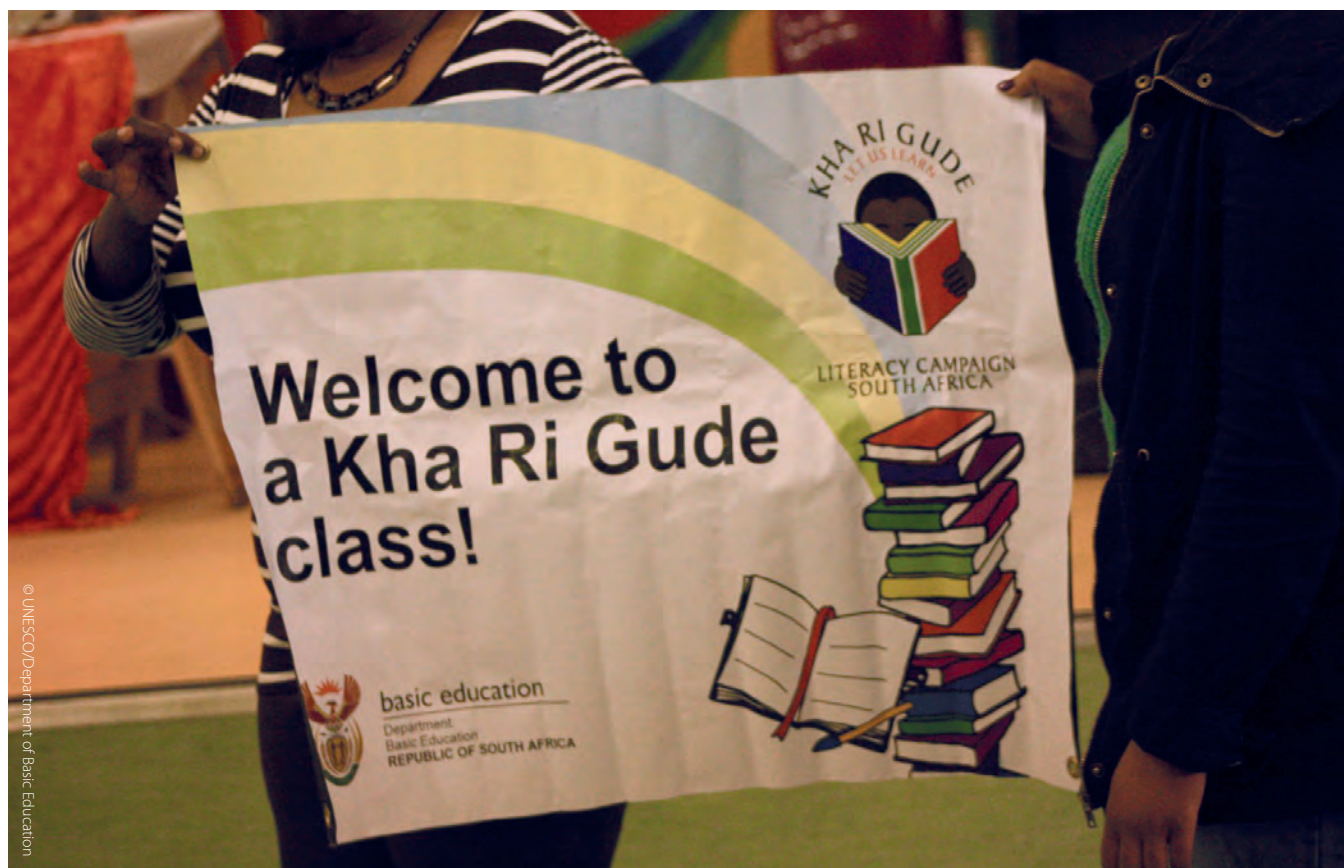 KHA RI GUDE
LET US LEARN
LITERACY CAMPAIGN
SOUTH AFRICA
Welcome to
a Kha Ri Gude
class!
basic education
Department
Basic Education
REPUBLIC OF SOUTH AFRICA
© UNESCO/Department of Basic Education